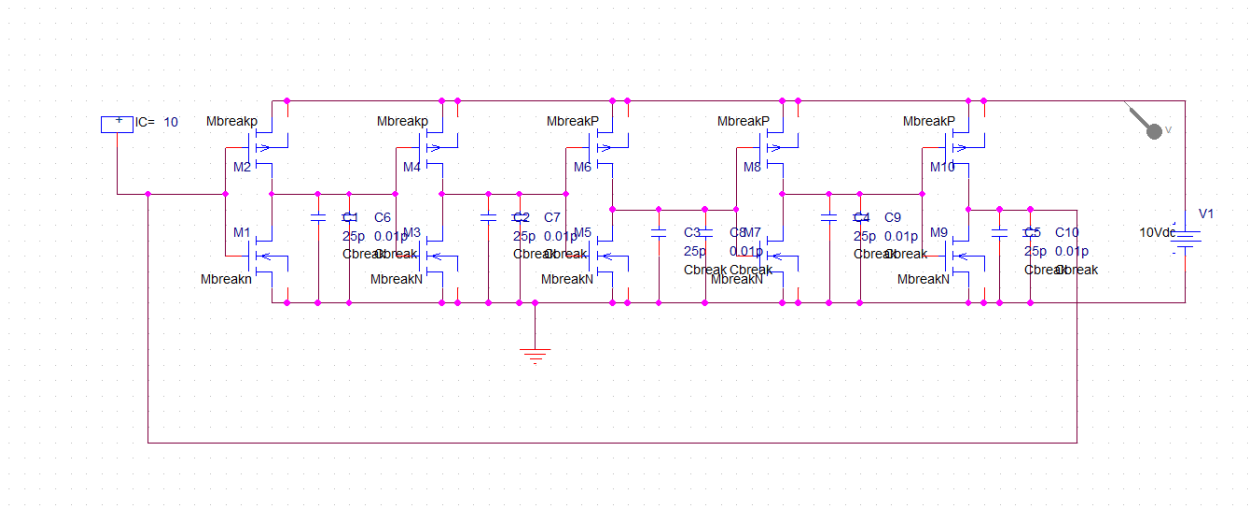 IC= 10
+
Mbreakp
M2
Mbreakp
M4
MbreakP
M6
MbreakP
M8
MbreakP
M10
V
M1
Mbreakn
C1
25p
Cbreak
C6
0.01p
Cbreak
M3
MbreakN
C2
25p
Cbreak
C7
0.01p
Cbreak
M5
MbreakN
C3
25p
Cbreak
C8
0.01p
Cbreak
M7
MbreakN
C4
25p
Cbreak
C9
0.01p
Cbreak
M9
MbreakN
C5
25p
Cbreak
C10
0.01p
Cbreak
V1
10Vdc